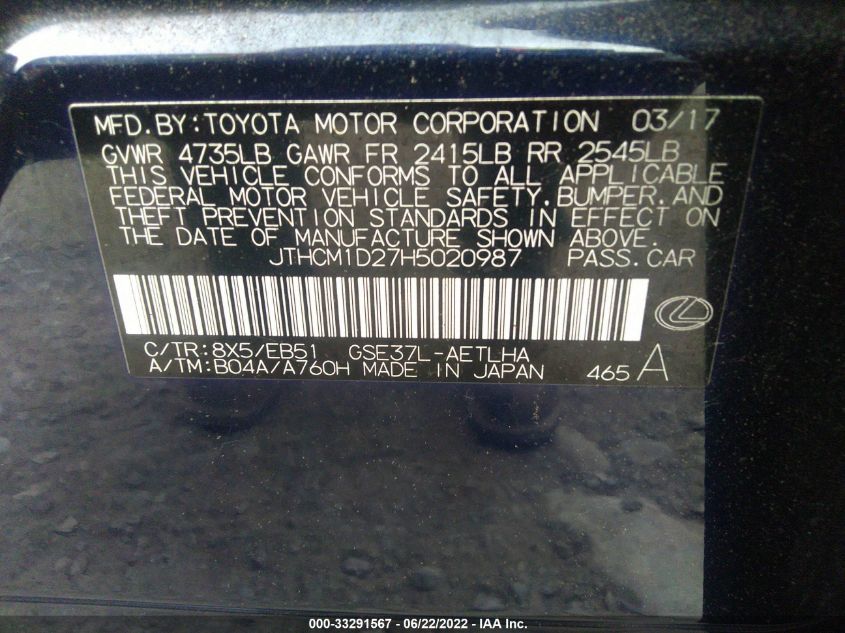 MFD.BY:TOYOTA MOTOR CORPORATION 03/17
GVWR 4735LB GAWR FR 2415LB RR 2545LB
THIS VEHICLE CONFORMS TO ALL APPLICABLE
FEDERAL MOTOR VEHICLE SAFETY,BUMPER,AND
THEFT PREVENTION STANDARDS IN EFFECT ON
THE DATE OF MANUFACTURE SHOWN ABOVE.
JTHCM1D27H5020987 PASS.CAR
C/TR:8X5/EB51 GSE37L-AETLHA
A/TM:B04A/A760H MADE IN JAPAN 465 A
000-33291567 - 06/22/2022 - IAA Inc.